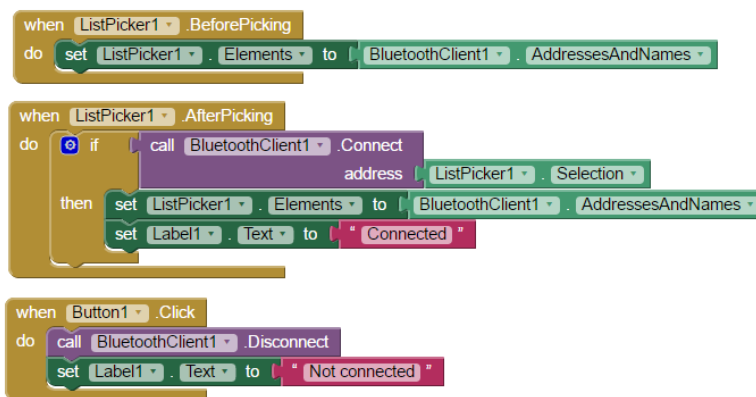 when ListPicker1 .BeforePicking
do set ListPicker1 . Elements to BluetoothClient1 . AddressesAndNames
when ListPicker1 .AfterPicking
do if call BluetoothClient1 .Connect
address ListPicker1 . Selection
then set ListPicker1 . Elements to BluetoothClient1 . AddressesAndNames
set Label1 . Text to " Connected "
when Button1 .Click
do call BluetoothClient1 .Disconnect
set Label1 . Text to " Not connected "